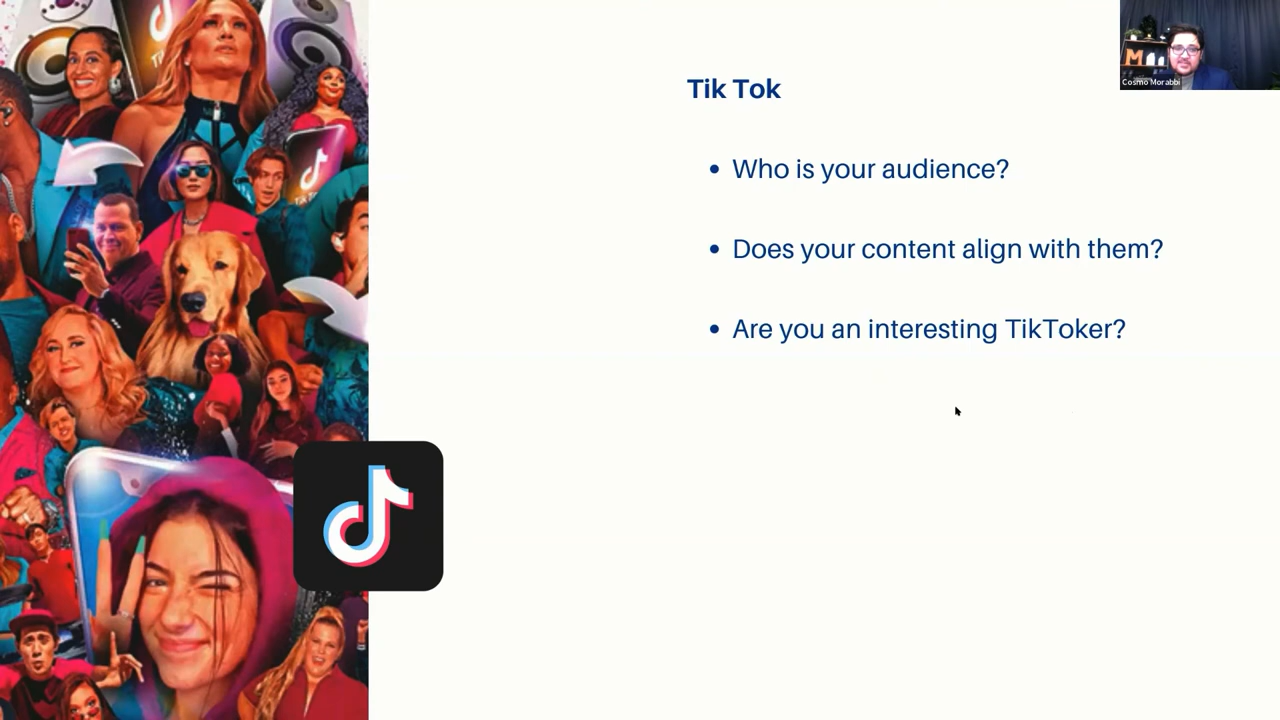 Tik Tok
Who is your audience?
Does your content align with them?
Are you an interesting TikToker?
Cosmo Morabbi